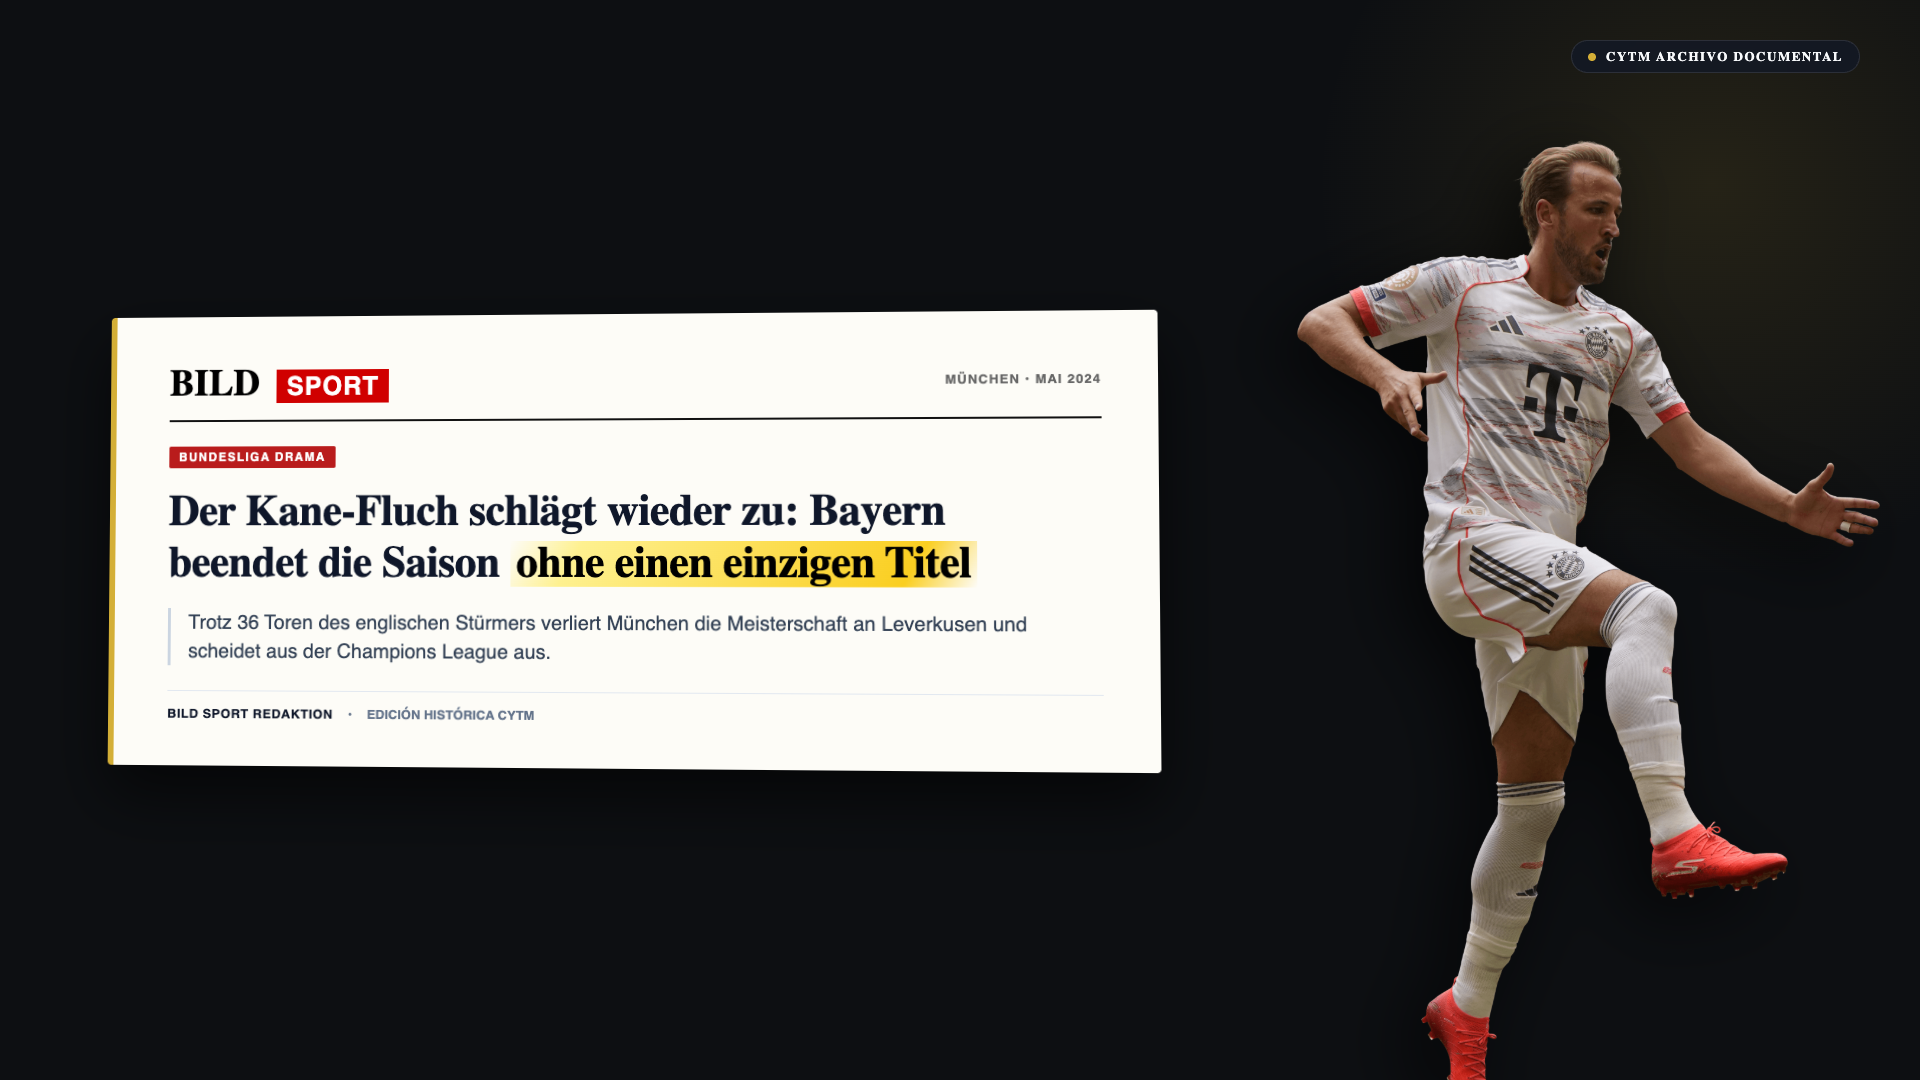 CYTM ARCHIVO DOCUMENTAL
BILD SPORT
MÜNCHEN · MAI 2024
BUNDESLIGA DRAMA
Der Kane-Fluch schlägt wieder zu: Bayern
beendet die Saison ohne einen einzigen Titel
Trotz 36 Toren des englischen Stürmers verliert München die Meisterschaft an Leverkusen und
scheidet aus der Champions League aus.
BILD SPORT REDAKTION · EDICIÓN HISTÓRICA CYTM
T